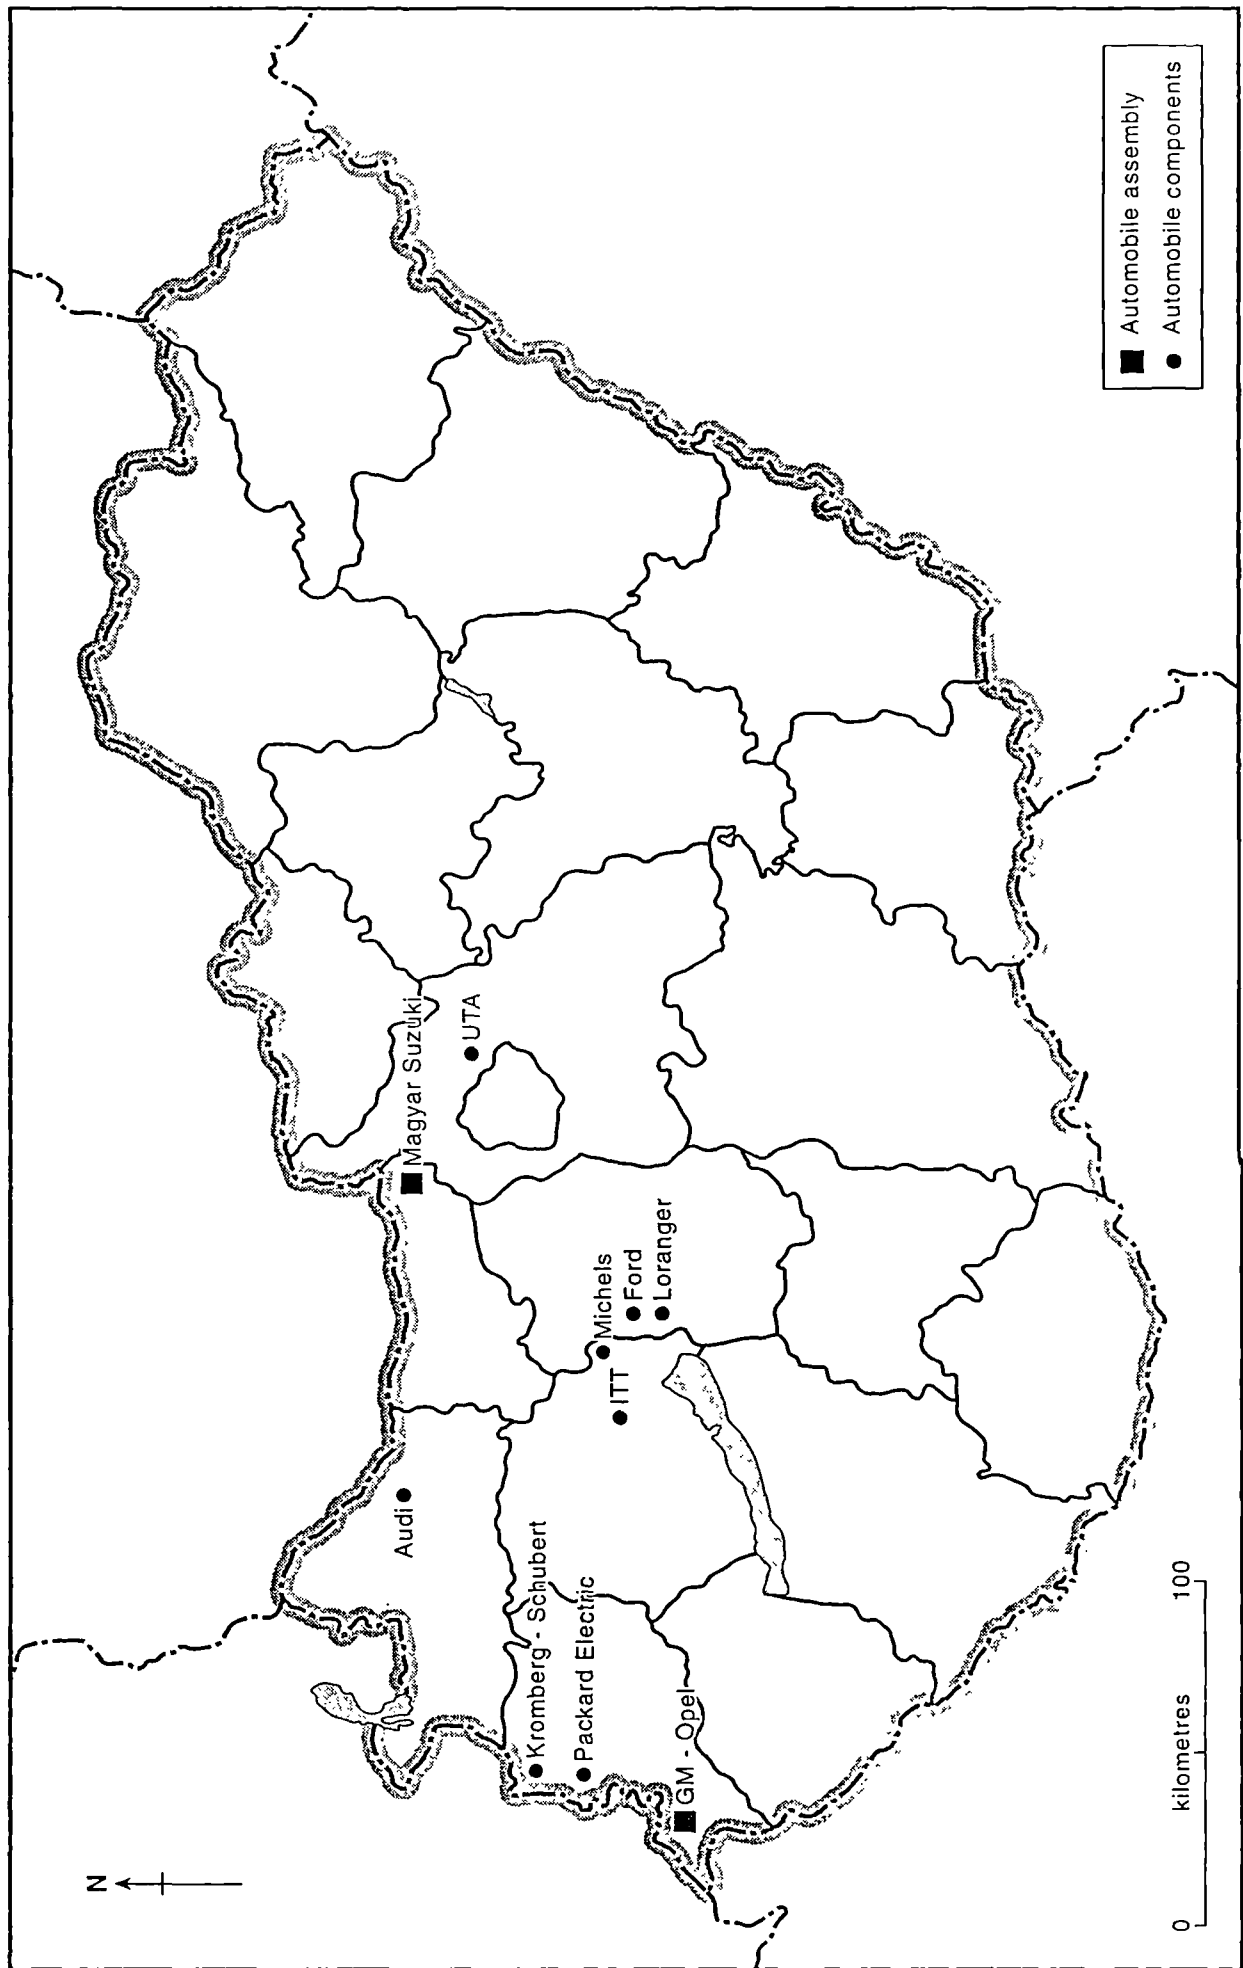 N
Audi
Magyar Suzuki
UTA
Kromberg - Schubert
Packard Electric
GM - Opel
ITT
Michels
Ford
Loranger
0 kilometres 100
Automobile assembly
Automobile components